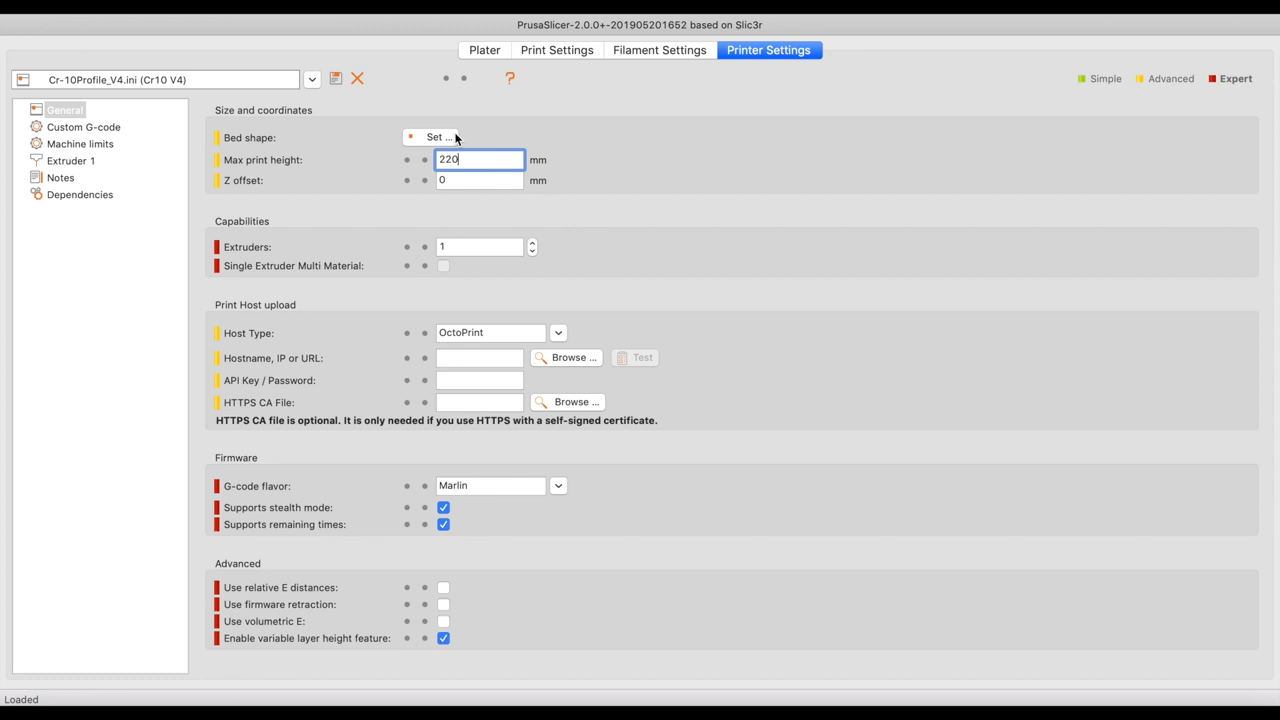 PrusaSlicer-2.0.0+-201905201652 based on Slic3r
Plater Print Settings Filament Settings Printer Settings
Cr-10Profile_V4.ini (Cr10 V4) ? Simple Advanced Expert
General
Custom G-code
Machine limits
Extruder 1
Notes
Dependencies
Size and coordinates
Bed shape: Set ...
Max print height: 220 mm
Z offset: 0 mm
Capabilities
Extruders: 1
Single Extruder Multi Material:
Print Host upload
Host Type: OctoPrint
Hostname, IP or URL: Browse ... Test
API Key / Password:
HTTPS CA File: Browse ...
HTTPS CA file is optional. It is only needed if you use HTTPS with a self-signed certificate.
Firmware
G-code flavor: Marlin
Supports stealth mode:
Supports remaining times:
Advanced
Use relative E distances:
Use firmware retraction:
Use volumetric E:
Enable variable layer height feature:
Loaded